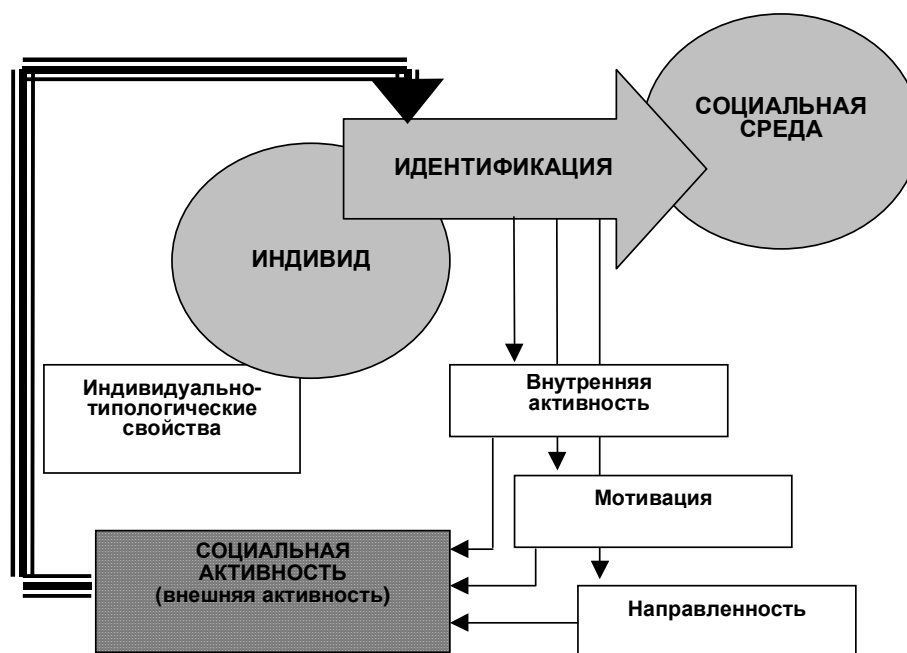 СОЦИАЛЬНАЯ
СРЕДА
ИДЕНТИФИКАЦИЯ
ИНДИВИД
Индивидуально-
типологические
свойства
Внутренняя
активность
Мотивация
СОЦИАЛЬНАЯ
АКТИВНОСТЬ
(внешняя активность)
Направленность